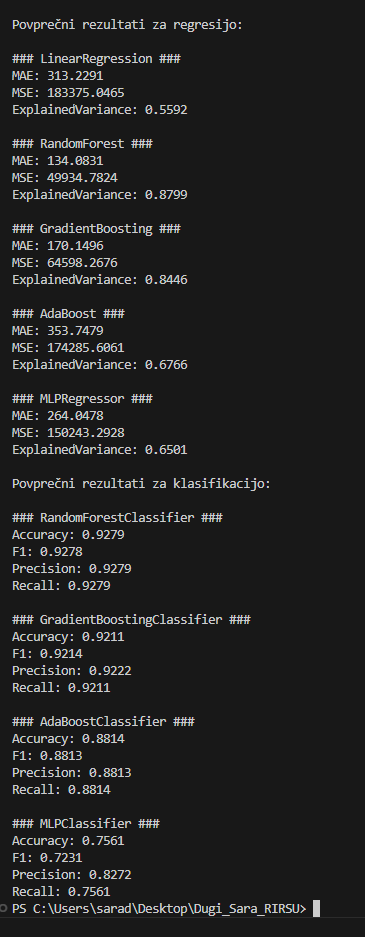 Povprečni rezultati za regresijo:
### LinearRegression ###
MAE: 313.2291
MSE: 183375.0465
ExplainedVariance: 0.5592
### RandomForest ###
MAE: 134.0831
MSE: 49934.7824
ExplainedVariance: 0.8799
### GradientBoosting ###
MAE: 170.1496
MSE: 64598.2676
ExplainedVariance: 0.8446
### AdaBoost ###
MAE: 353.7479
MSE: 174285.6061
ExplainedVariance: 0.6766
### MLPRegressor ###
MAE: 264.0478
MSE: 150243.2928
ExplainedVariance: 0.6501
Povprečni rezultati za klasifikacijo:
### RandomForestClassifier ###
Accuracy: 0.9279
F1: 0.9278
Precision: 0.9279
Recall: 0.9279
### GradientBoostingClassifier ###
Accuracy: 0.9211
F1: 0.9214
Precision: 0.9222
Recall: 0.9211
### AdaBoostClassifier ###
Accuracy: 0.8814
F1: 0.8813
Precision: 0.8813
Recall: 0.8814
### MLPClassifier ###
Accuracy: 0.7561
F1: 0.7231
Precision: 0.8272
Recall: 0.7561
PS C:\Users\sarad\Desktop\Dugi_Sara_RIRSU>